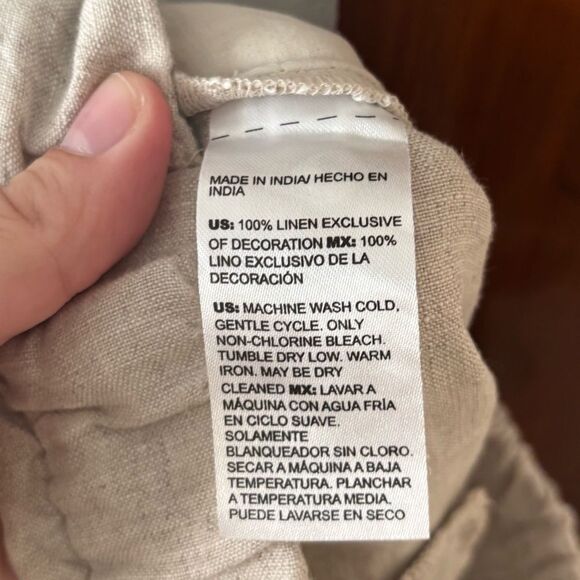 MADE IN INDIA/ HECHO EN
INDIA
US: 100% LINEN EXCLUSIVE
OF DECORATION MX: 100%
LINO EXCLUSIVO DE LA
DECORACIÓN
US: MACHINE WASH COLD,
GENTLE CYCLE. ONLY
NON-CHLORINE BLEACH.
TUMBLE DRY LOW. WARM
IRON. MAY BE DRY
CLEANED MX: LAVAR A
MÁQUINA CON AGUA FRÍA
EN CICLO SUAVE.
SOLAMENTE
BLANQUEADOR SIN CLORO.
SECAR A MÁQUINA A BAJA
TEMPERATURA. PLANCHAR
A TEMPERATURA MEDIA.
PUEDE LAVARSE EN SECO